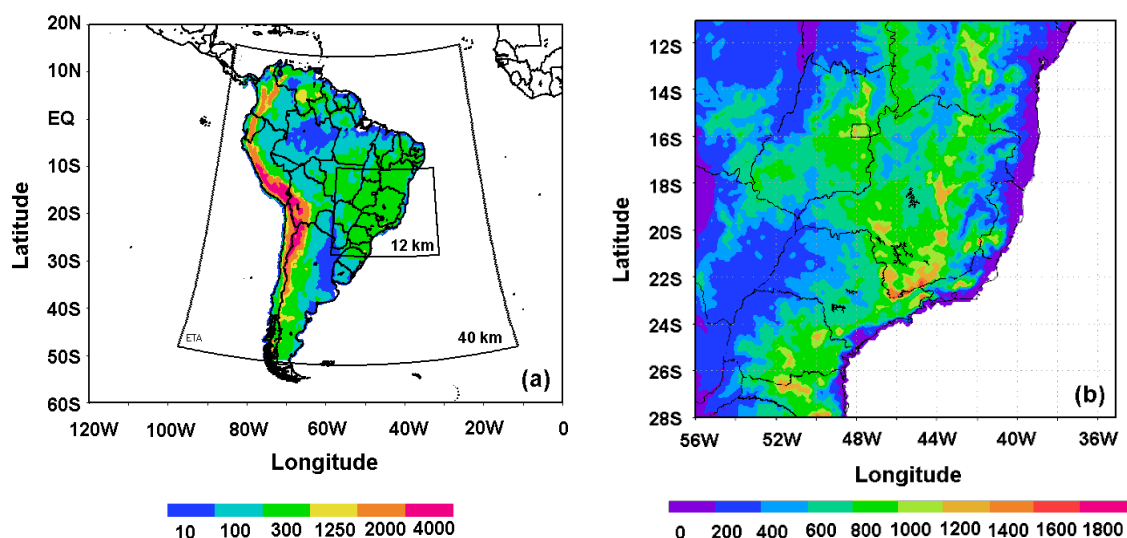 20N
10N
EQ
10S
20S
30S
40S
50S
60S
Latitude
12 km
40 km
ETA
(a)
120W 100W 80W 60W 40W 0
Longitude
10 100 300 1250 2000 4000
12S
14S
16S
18S
20S
22S
24S
26S
28S
Latitude
(b)
56W 52W 48W 44W 40W 36W
Longitude
0 200 400 600 800 1000 1200 1400 1600 1800